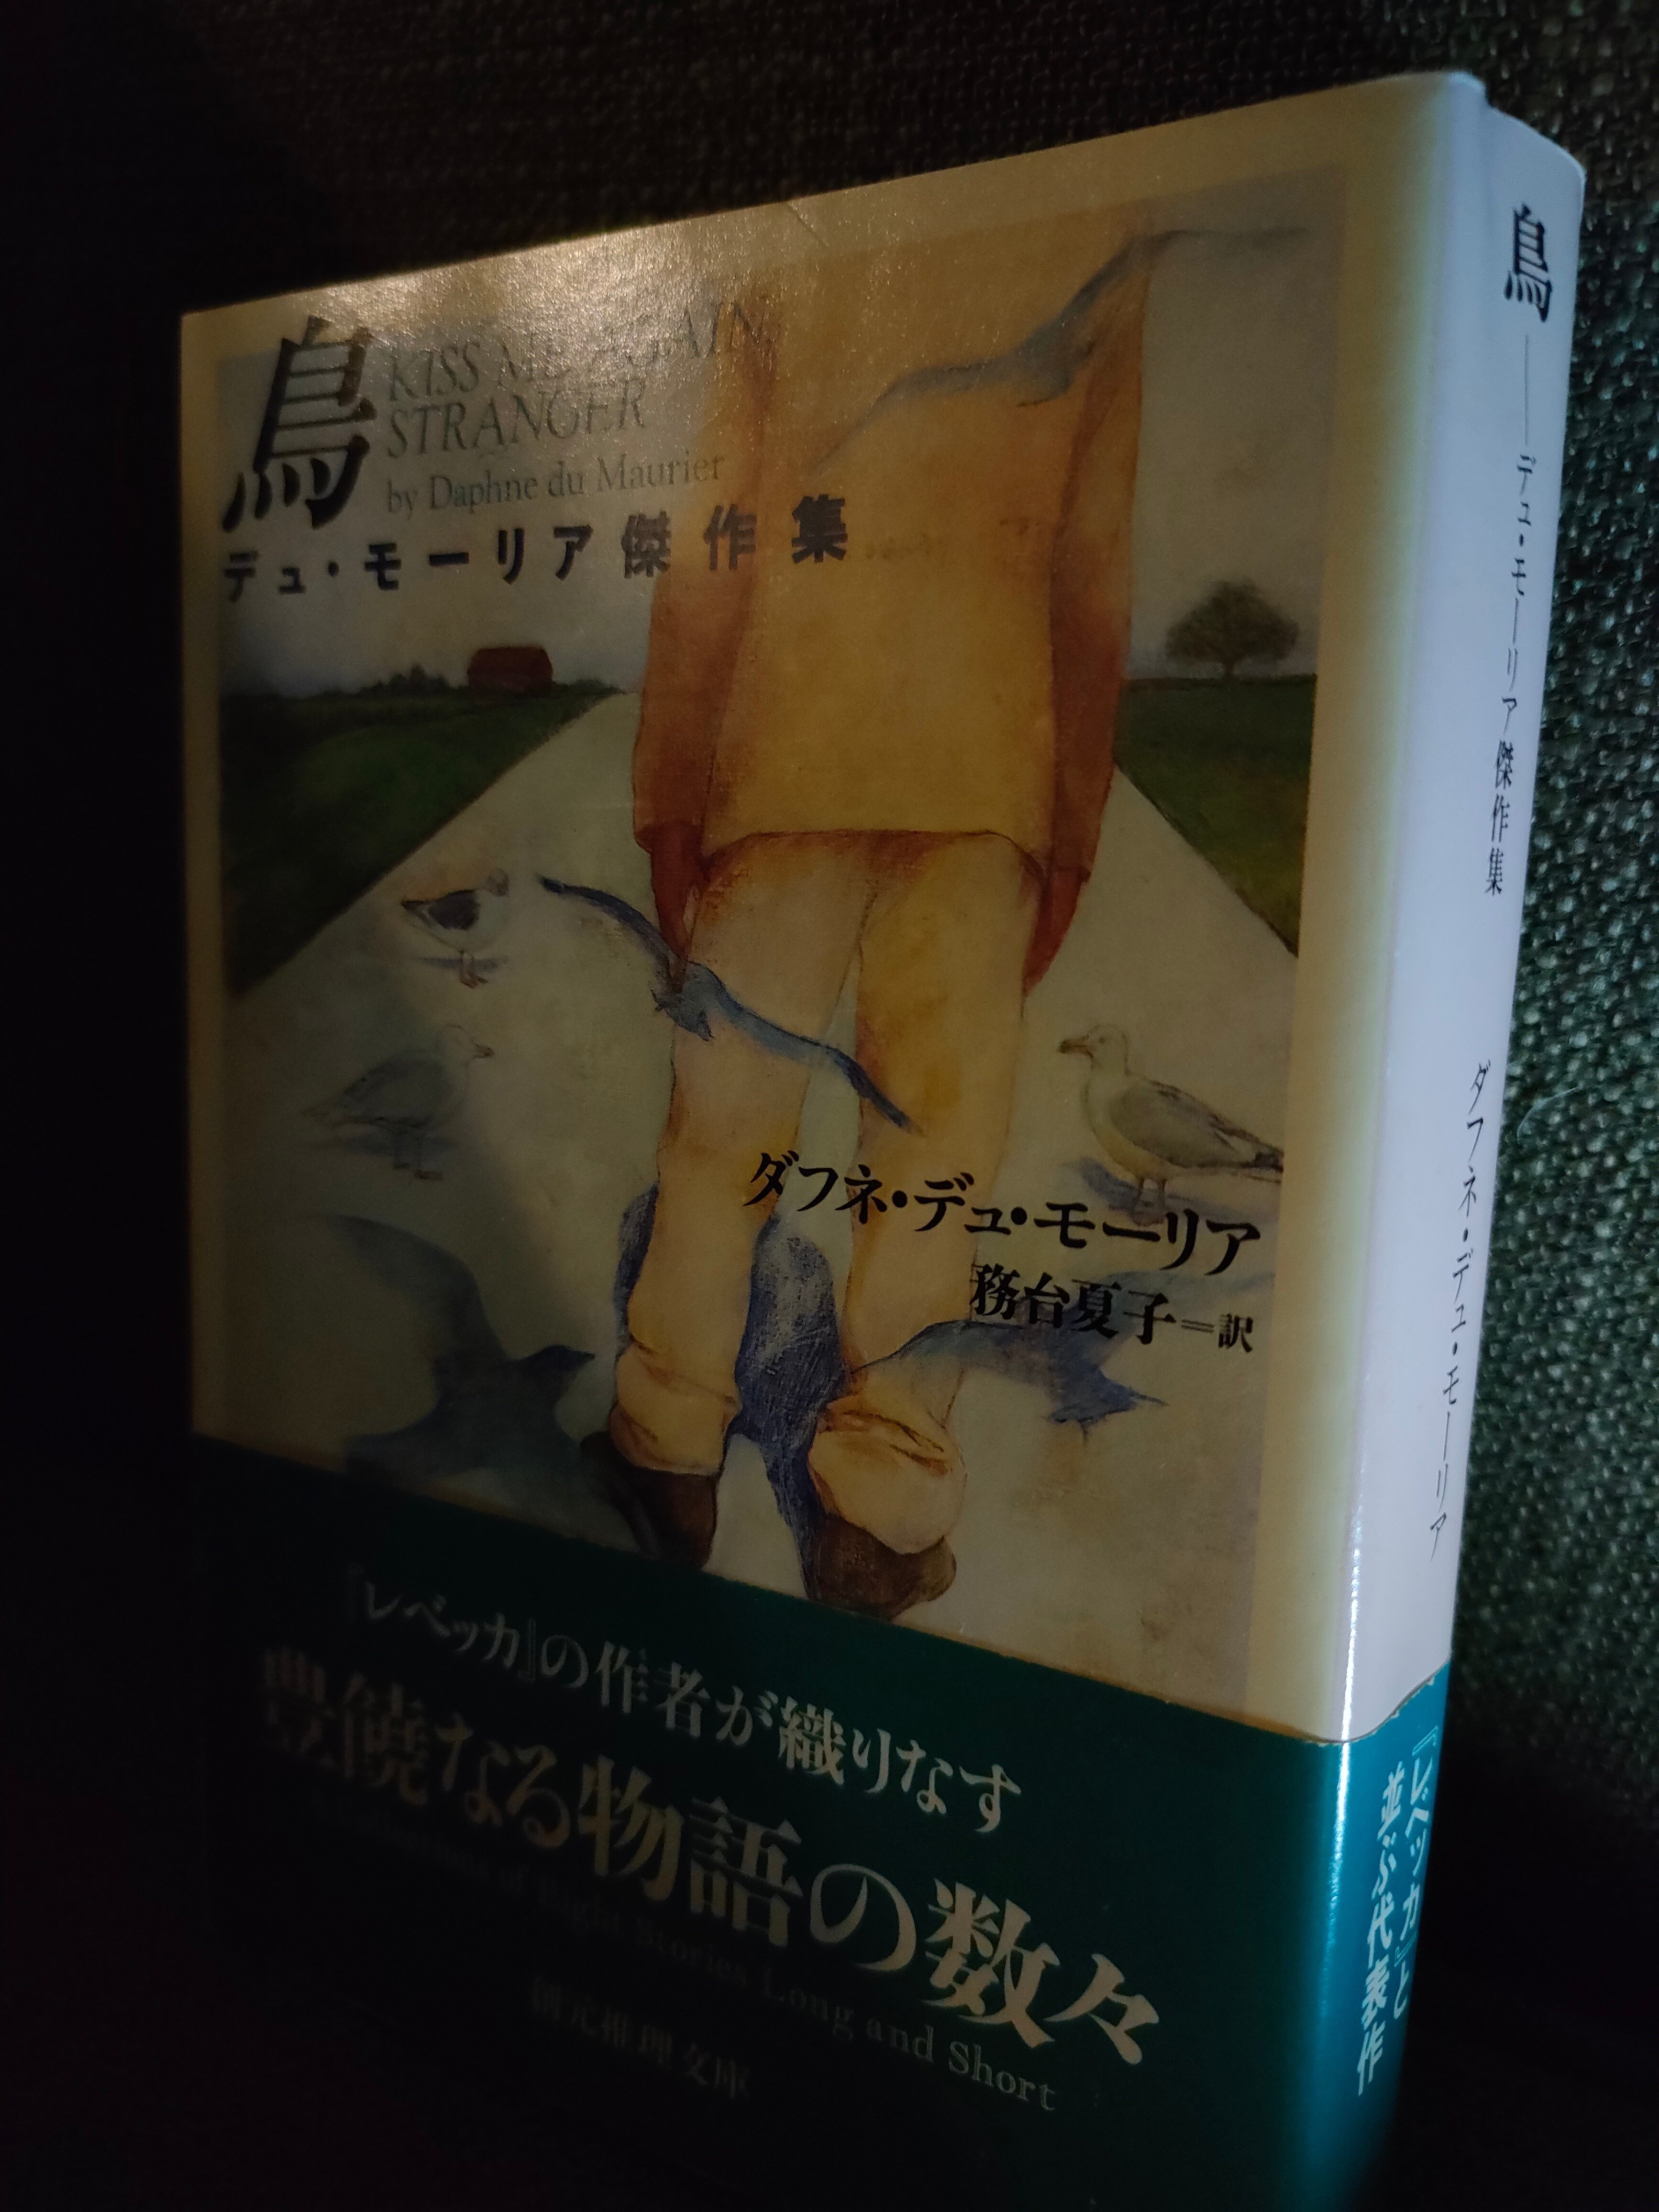 鳥
KISS ME AGAIN,
STRANGER
by Daphne du Maurier
デュ・モーリア傑作集
ダフネ・デュ・モーリア
務台夏子=訳
『レベッカ』の作者が織りなす
豊饒なる物語の数々
of Eight Stories Long and Short
創元推理文庫
鳥――デュ・モーリア傑作集 ダフネ・デュ・モーリア
『レベッカ』と
並ぶ代表作